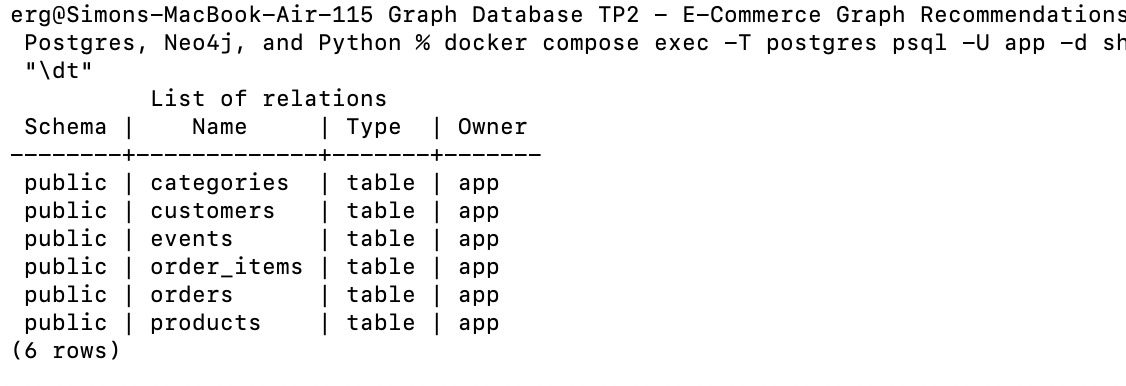 erg@Simons-MacBook-Air-115 Graph Database TP2 - E-Commerce Graph Recommendations
Postgres, Neo4j, and Python % docker compose exec -T postgres psql -U app -d sh
"\dt"
List of relations
Schema | Name | Type | Owner
--------+-------------+-------+-------
public | categories | table | app
public | customers | table | app
public | events | table | app
public | order_items | table | app
public | orders | table | app
public | products | table | app
(6 rows)